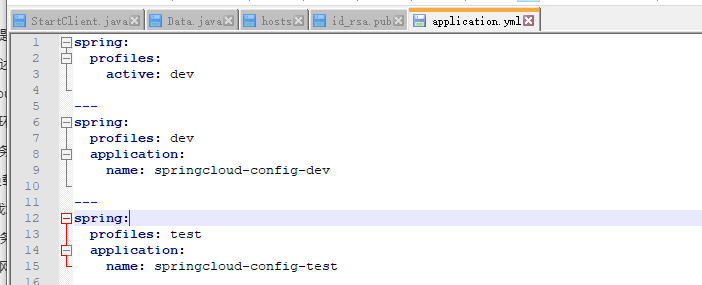 StartClient.java Data.java hosts id_rsa.pub application.yml
1 spring:
2   profiles:
3     active: dev
4
5 ---
6 spring:
7   profiles: dev
8   application:
9     name: springcloud-config-dev
10
11 ---
12 spring:
13   profiles: test
14   application:
15     name: springcloud-config-test
16